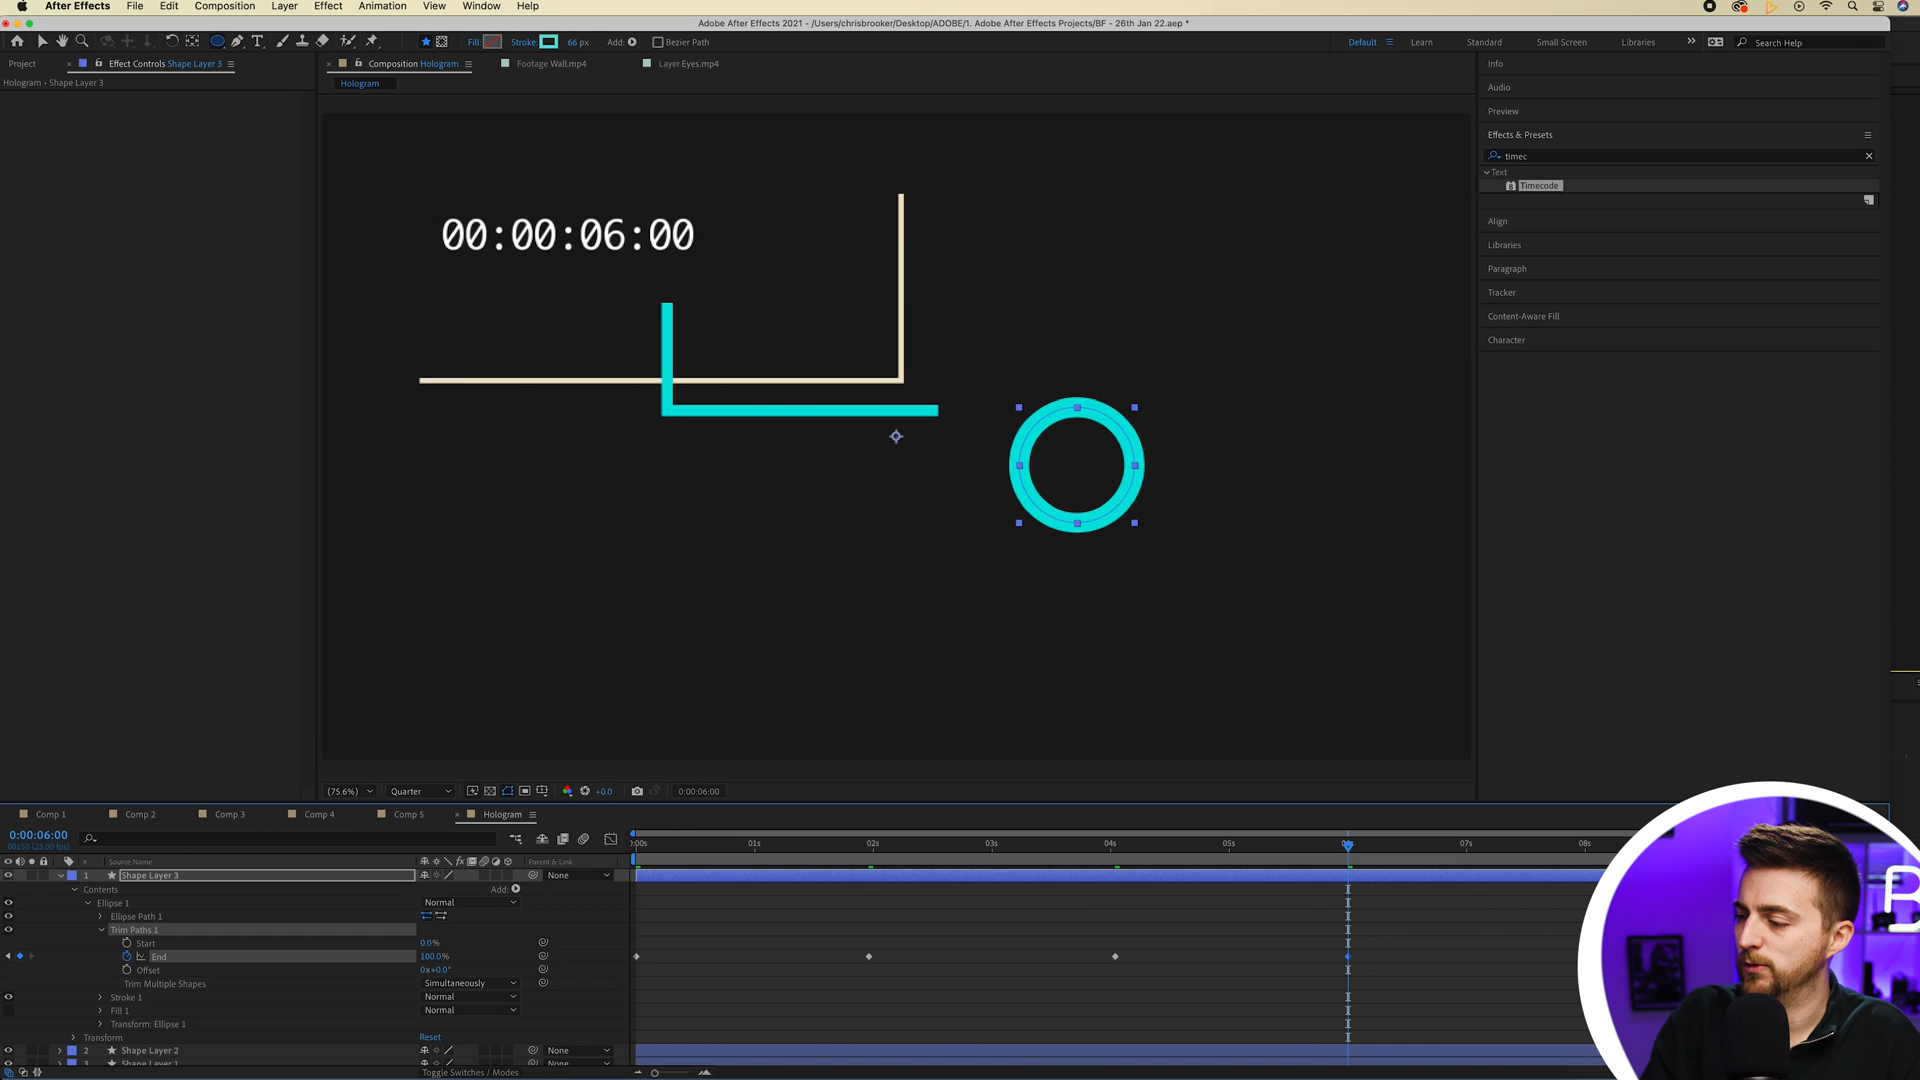 After Effects File Edit Composition Layer Effect Animation View Window Help
Adobe After Effects 2021 - /Users/chrisbrooker/Desktop/ADOBE/1. Adobe After Effects Projects/BF - 26th Jan 22.aep *
Fill: Stroke: 66 px Add: Bezier Path Default Learn Standard Small Screen Libraries Search Help
Project Effect Controls Shape Layer 3 Composition Hologram Footage Wall.mp4 Layer Eyes.mp4 Info
Hologram • Shape Layer 3 Hologram
Audio
Preview
Effects & Presets
timec
Text
Timecode
Align
Libraries
Paragraph
Tracker
Content-Aware Fill
Character
00:00:06:00
(75.6%) Quarter +0.0 0:00:06:00
Comp 1 Comp 2 Comp 3 Comp 4 Comp 5 Hologram
0:00:06:00
00150 (25.00 fps)
:00s 01s 02s 03s 04s 05s 07s 08s
# Source Name fx Parent & Link
1 Shape Layer 3 None
Contents Add:
Ellipse 1 Normal
Ellipse Path 1
Trim Paths 1
Start 0.0%
End 100.0%
Offset 0x+0.0°
Trim Multiple Shapes Simultaneously
Stroke 1 Normal
Fill 1 Normal
Transform: Ellipse 1
Transform Reset
2 Shape Layer 2 None
3 Shape Layer 1 None
Toggle Switches / Modes